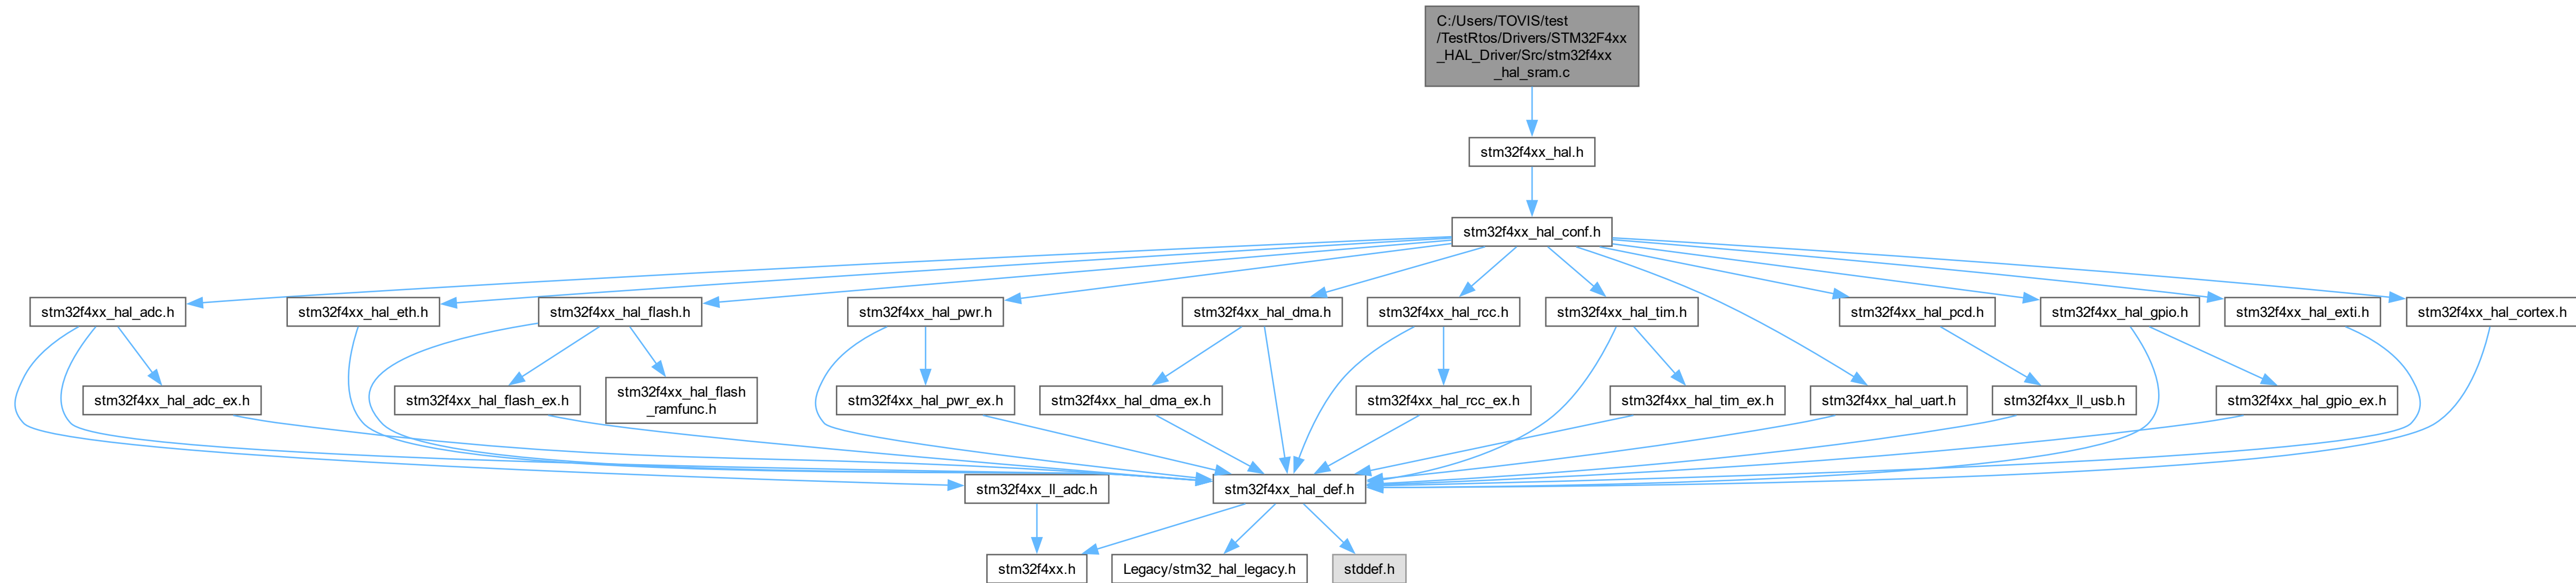 C:/Users/TOVIS/test
/TestRtos/Drivers/STM32F4xx
_HAL_Driver/Src/stm32f4xx
_hal_sram.c
stm32f4xx_hal.h
stm32f4xx_hal_conf.h
stm32f4xx_hal_adc.h
stm32f4xx_hal_eth.h
stm32f4xx_hal_flash.h
stm32f4xx_hal_pwr.h
stm32f4xx_hal_dma.h
stm32f4xx_hal_rcc.h
stm32f4xx_hal_tim.h
stm32f4xx_hal_pcd.h
stm32f4xx_hal_gpio.h
stm32f4xx_hal_exti.h
stm32f4xx_hal_cortex.h
stm32f4xx_hal_adc_ex.h
stm32f4xx_hal_flash_ex.h
stm32f4xx_hal_flash
_ramfunc.h
stm32f4xx_hal_pwr_ex.h
stm32f4xx_hal_dma_ex.h
stm32f4xx_hal_rcc_ex.h
stm32f4xx_hal_tim_ex.h
stm32f4xx_hal_uart.h
stm32f4xx_ll_usb.h
stm32f4xx_hal_gpio_ex.h
stm32f4xx_ll_adc.h
stm32f4xx_hal_def.h
stm32f4xx.h
Legacy/stm32_hal_legacy.h
stddef.h